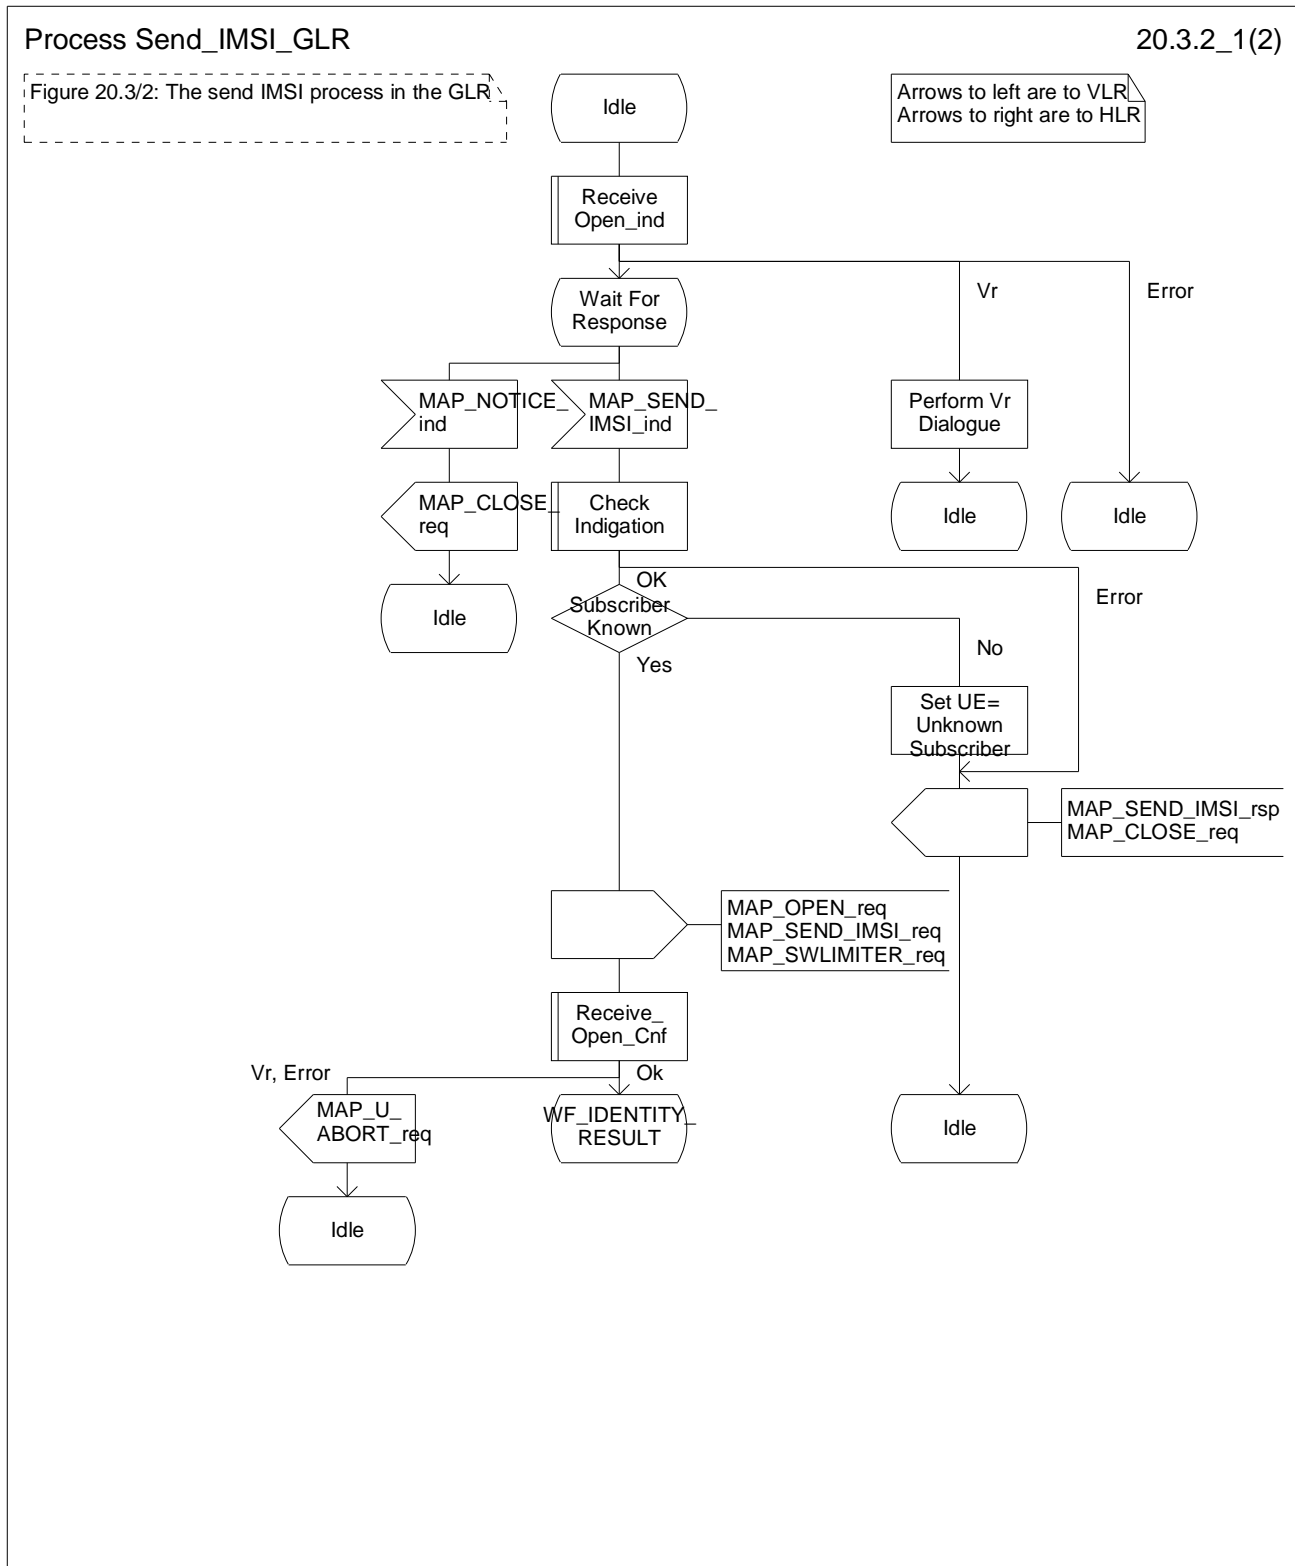 Process Send_IMSI_GLR
20.3.2_1(2)
Figure 20.3/2: The send IMSI process in the GLR
Idle
Arrows to left are to VLR
Arrows to right are to HLR
Receive
Open_ind
Wait For
Response
Vr
Error
MAP_NOTICE_
ind
MAP_SEND_
IMSI_ind
Perform Vr
Dialogue
MAP_CLOSE_
req
Check
Indigation
Idle
Idle
OK
Error
Idle
Subscriber
Known
No
Yes
Set UE=
Unknown
Subscriber
MAP_SEND_IMSI_rsp
MAP_CLOSE_req
MAP_OPEN_req
MAP_SEND_IMSI_req
MAP_SWLIMITER_req
Receive_
Open_Cnf
Vr, Error
Ok
MAP_U_
ABORT_req
WF_IDENTITY_
RESULT
Idle
Idle